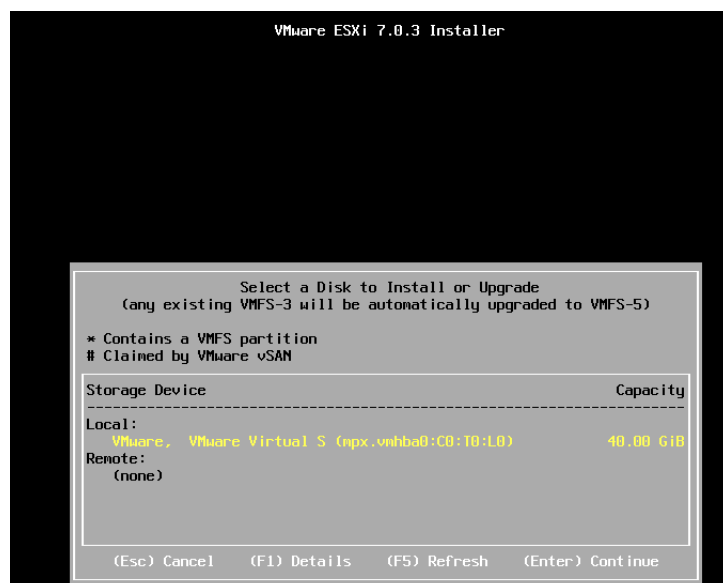 VMware ESXi 7.0.3 Installer
Select a Disk to Install or Upgrade
(any existing VMFS-3 will be automatically upgraded to VMFS-5)
* Contains a VMFS partition
# Claimed by VMware vSAN
Storage Device Capacity
--------------------------------------------------------------------------------
Local:
VMware, VMware Virtual S (mpx.vmhba0:C0:T0:L0) 40.00 GiB
Remote:
(none)
(Esc) Cancel (F1) Details (F5) Refresh (Enter) Continue